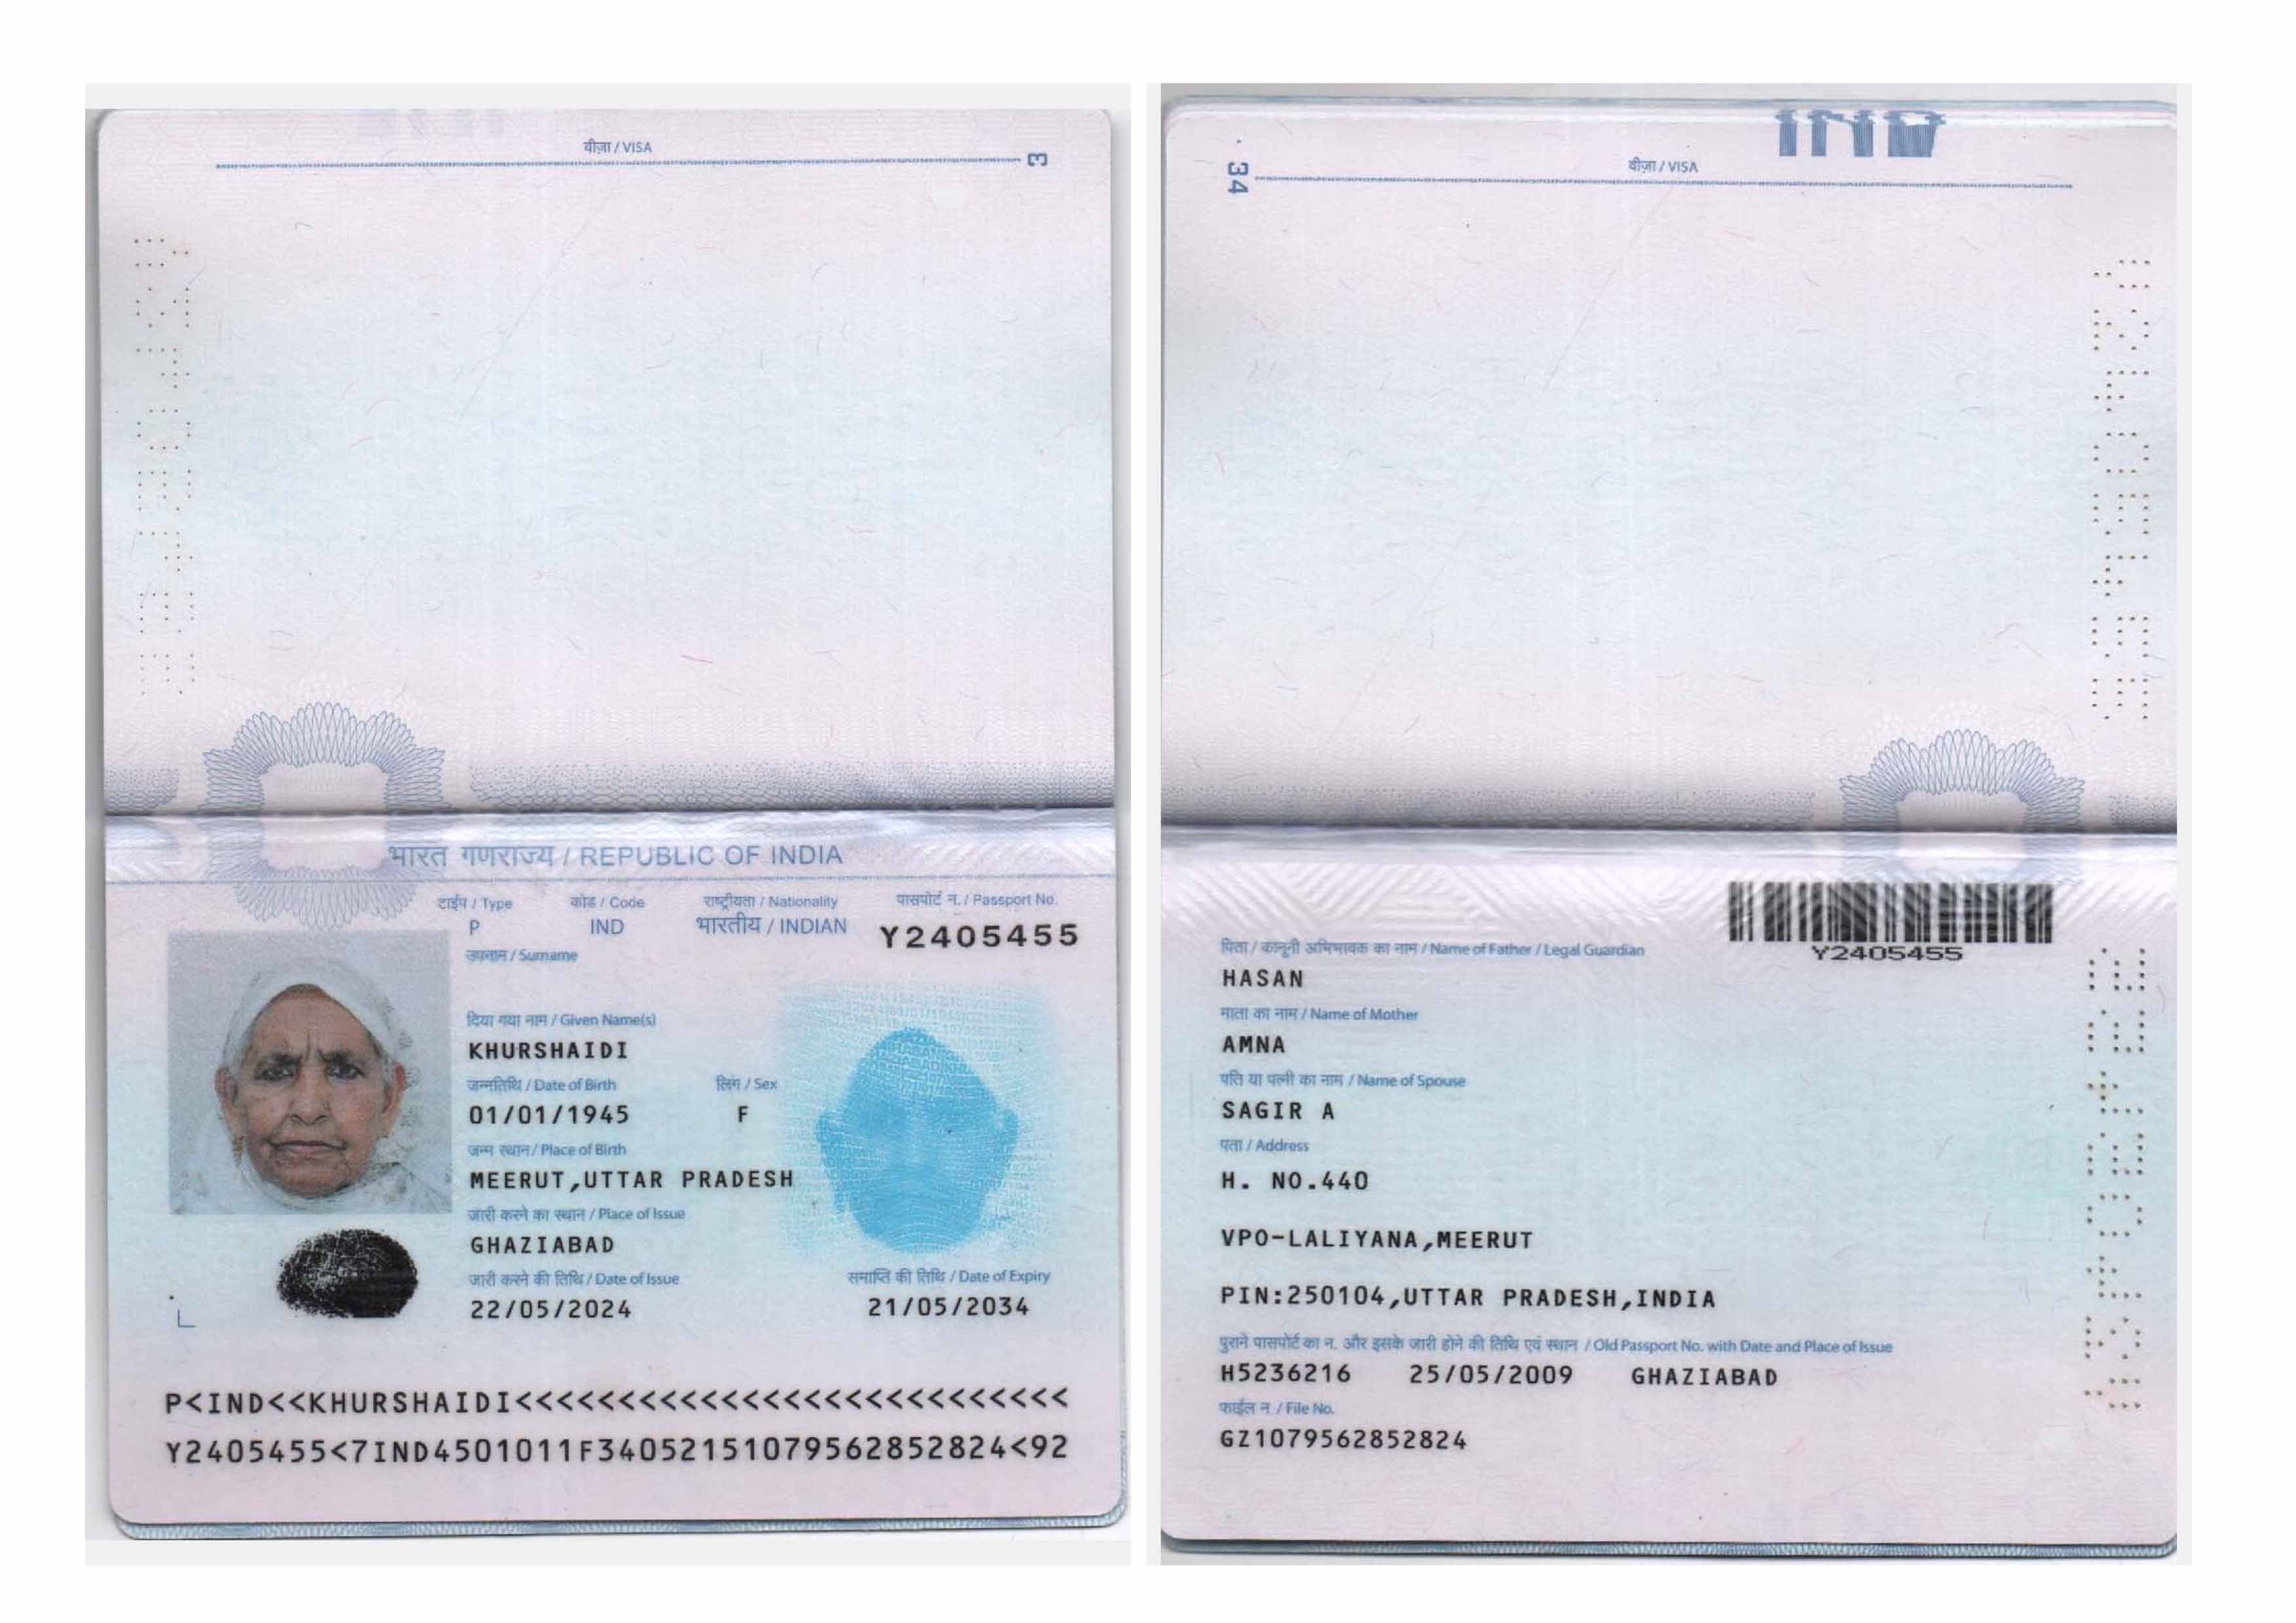 वीज़ा / VISA
3
भारत गणराज्य / REPUBLIC OF INDIA
टाईप / Type कोड / Code राष्ट्रीयता / Nationality पासपोर्ट न. / Passport No.
P IND भारतीय / INDIAN Y2405455
उपनाम / Surname
दिया गया नाम / Given Name(s)
KHURSHAIDI
जन्मतिथि / Date of Birth लिंग / Sex
01/01/1945 F
जन्म स्थान / Place of Birth
MEERUT,UTTAR PRADESH
जारी करने का स्थान / Place of Issue
GHAZIABAD
जारी करने की तिथि / Date of Issue समाप्ति की तिथि / Date of Expiry
22/05/2024 21/05/2034
P<IND<<KHURSHAIDI<<<<<<<<<<<<<<<<<<<<<<<<<<<
Y2405455<7IND4501011F3405215107956285​2824<92
34
वीज़ा / VISA
IND
Y2405455
पिता / कानूनी अभिभावक का नाम / Name of Father / Legal Guardian
HASAN
माता का नाम / Name of Mother
AMNA
पति या पत्नी का नाम / Name of Spouse
SAGIR A
पता / Address
H. NO.440
VPO-LALIYANA,MEERUT
PIN:250104,UTTAR PRADESH,INDIA
पुराने पासपोर्ट का न. और इसके जारी होने की तिथि एवं स्थान / Old Passport No. with Date and Place of Issue
H5236216 25/05/2009 GHAZIABAD
फाईल न. / File No.
GZ1079562852824